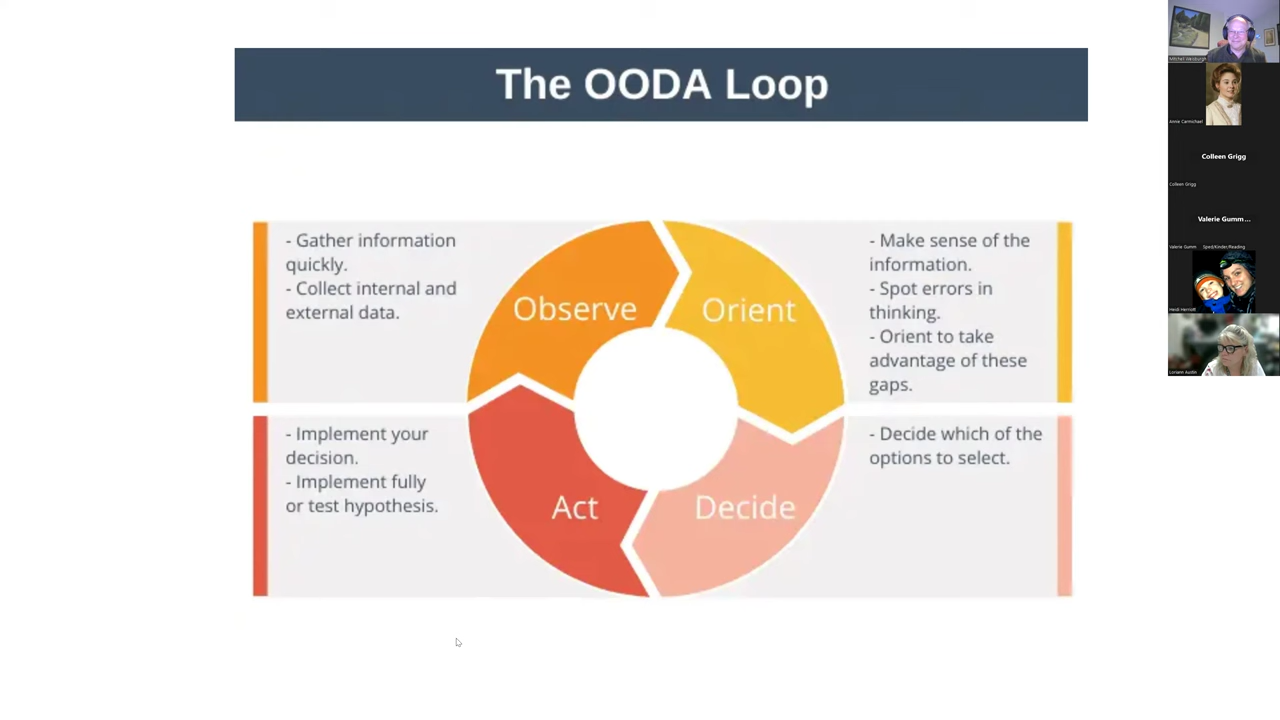 The OODA Loop
- Gather information
quickly.
- Collect internal and
external data.
Observe
Orient
- Make sense of the
information.
- Spot errors in
thinking.
- Orient to take
advantage of these
gaps.
- Implement your
decision.
- Implement fully
or test hypothesis.
Act
Decide
- Decide which of the
options to select.
Mitchell Weisburgh
Annie Carmichael
Colleen Grigg
Colleen Grigg
Valerie Gumm...
Valerie Gumm Sped/Kinder/Reading
Heidi Herriott
Loriann Austin